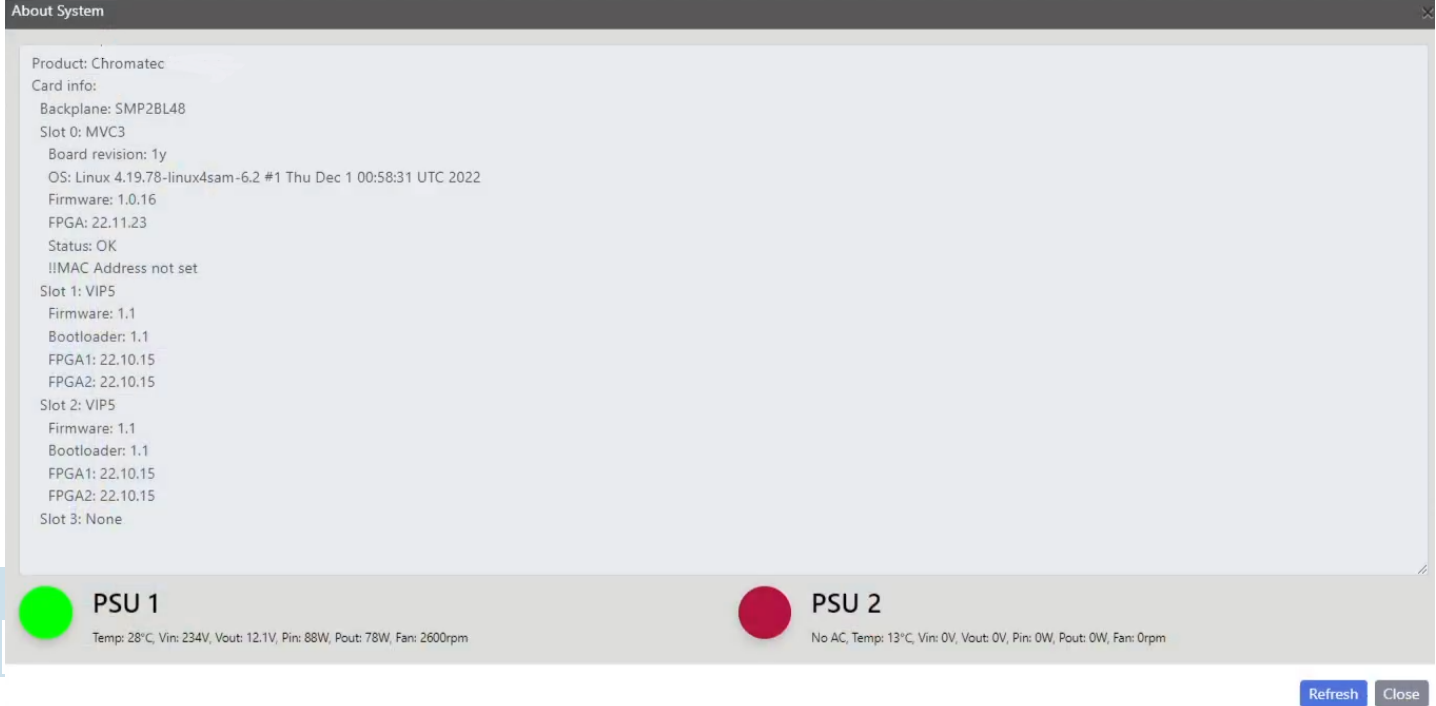 About System
Product: Chromatec
Card info:
Backplane: SMP2BL48
Slot 0: MVC3
Board revision: 1y
OS: Linux 4.19.78-linux4sam-6.2 #1 Thu Dec 1 00:58:31 UTC 2022
Firmware: 1.0.16
FPGA: 22.11.23
Status: OK
!!MAC Address not set
Slot 1: VIP5
Firmware: 1.1
Bootloader: 1.1
FPGA1: 22.10.15
FPGA2: 22.10.15
Slot 2: VIP5
Firmware: 1.1
Bootloader: 1.1
FPGA1: 22.10.15
FPGA2: 22.10.15
Slot 3: None
PSU 1
Temp: 28°C, Vin: 234V, Vout: 12.1V, Pin: 88W, Pout: 78W, Fan: 2600rpm
PSU 2
No AC, Temp: 13°C, Vin: 0V, Vout: 0V, Pin: 0W, Pout: 0W, Fan: 0rpm
Refresh
Close